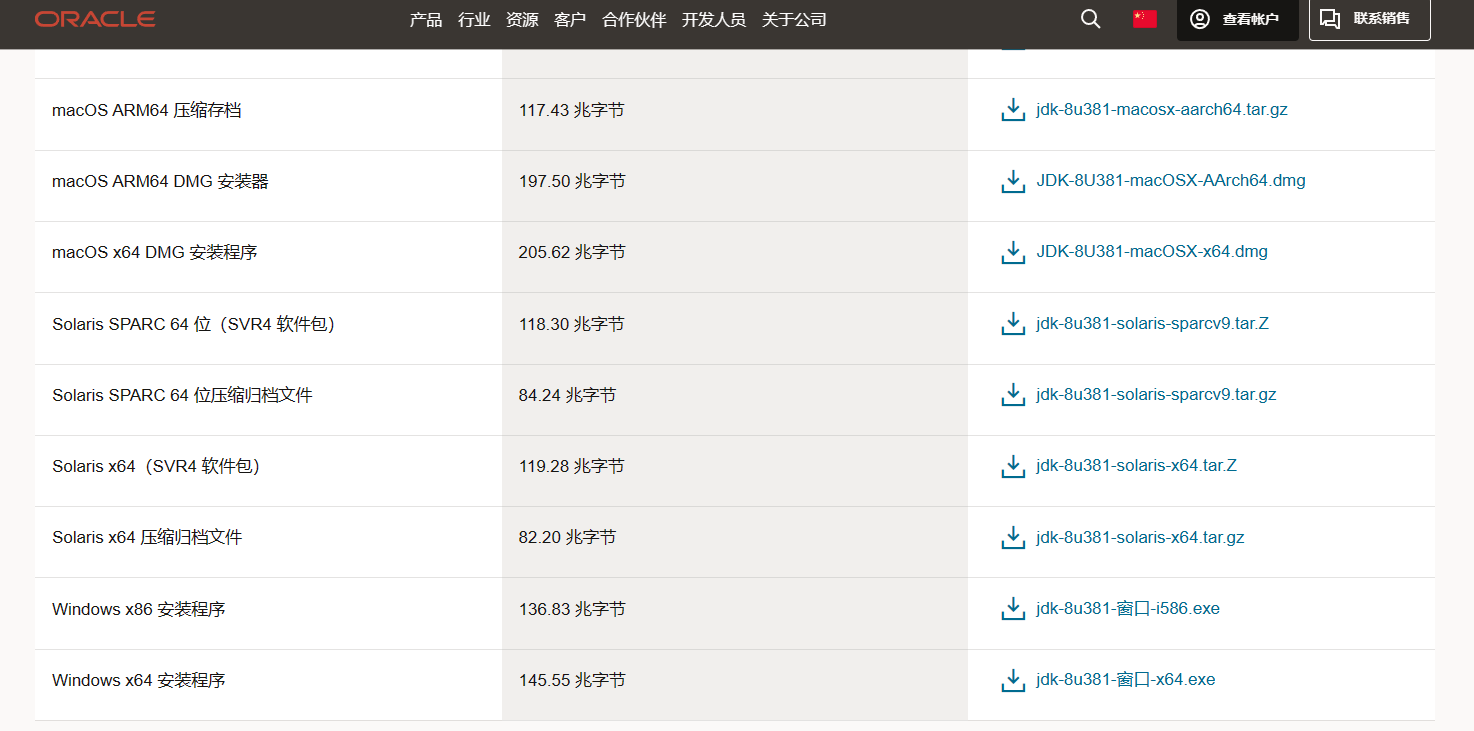 ORACLE 产品 行业 资源 客户 合作伙伴 开发人员 关于公司 查看帐户 联系销售
macOS ARM64 压缩存档 117.43 兆字节 jdk-8u381-macosx-aarch64.tar.gz
macOS ARM64 DMG 安装器 197.50 兆字节 JDK-8U381-macOSX-AArch64.dmg
macOS x64 DMG 安装程序 205.62 兆字节 JDK-8U381-macOSX-x64.dmg
Solaris SPARC 64 位（SVR4 软件包） 118.30 兆字节 jdk-8u381-solaris-sparcv9.tar.Z
Solaris SPARC 64 位压缩归档文件 84.24 兆字节 jdk-8u381-solaris-sparcv9.tar.gz
Solaris x64（SVR4 软件包） 119.28 兆字节 jdk-8u381-solaris-x64.tar.Z
Solaris x64 压缩归档文件 82.20 兆字节 jdk-8u381-solaris-x64.tar.gz
Windows x86 安装程序 136.83 兆字节 jdk-8u381-窗口-i586.exe
Windows x64 安装程序 145.55 兆字节 jdk-8u381-窗口-x64.exe